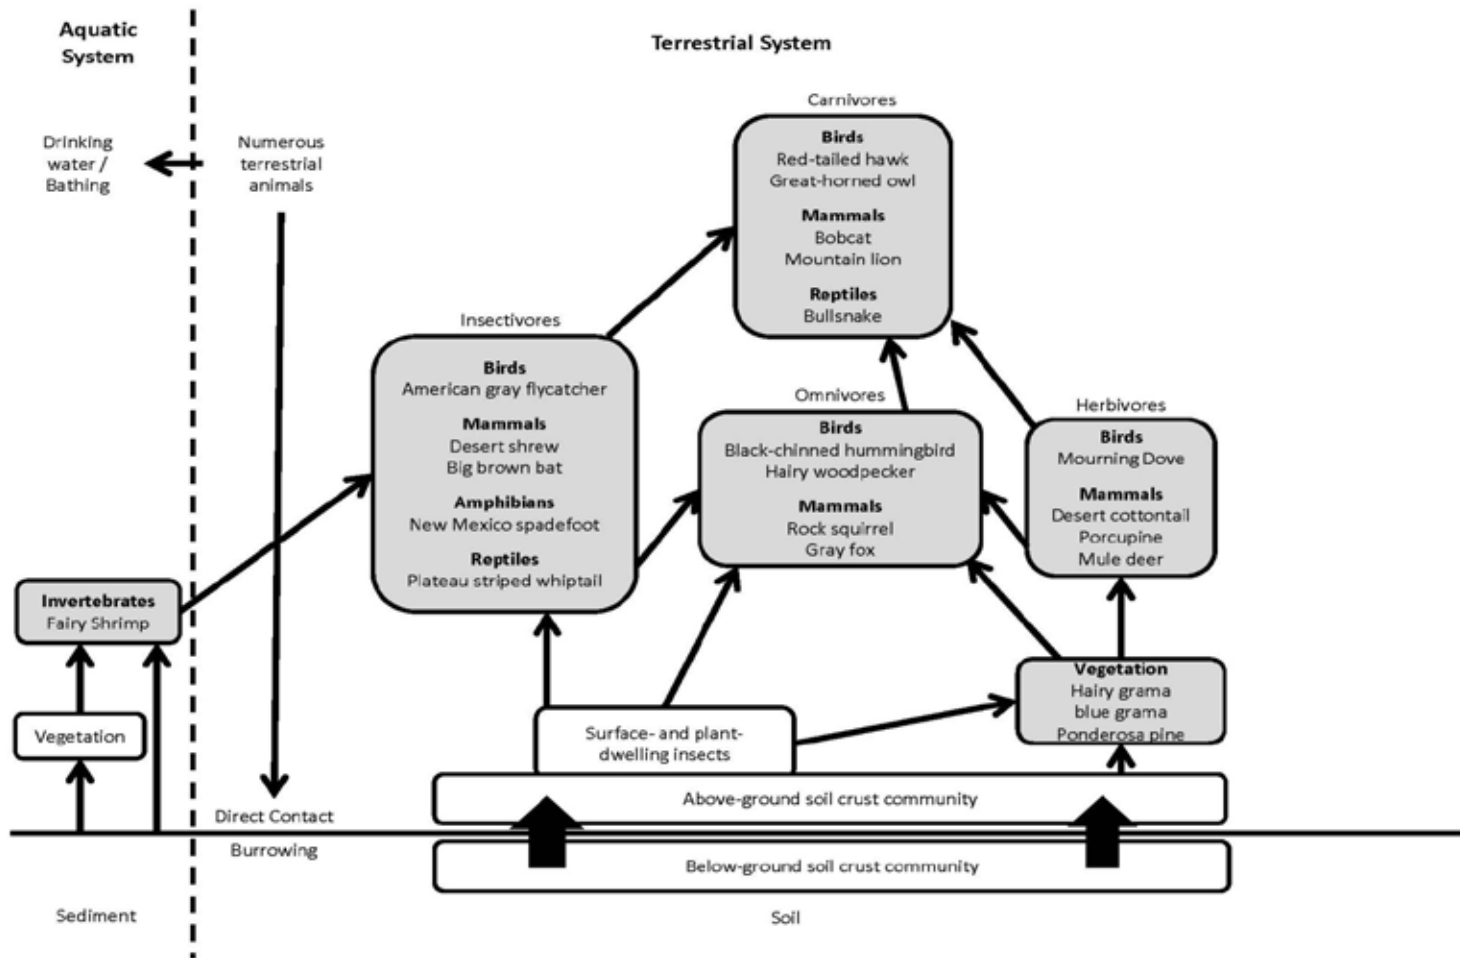 Aquatic
System
Terrestrial System
Drinking
water /
Bathing
Numerous
terrestrial
animals
Carnivores
Birds
Red-tailed hawk
Great-horned owl
Mammals
Bobcat
Mountain lion
Reptiles
Bullsnake
Insectivores
Birds
American gray flycatcher
Mammals
Desert shrew
Big brown bat
Amphibians
New Mexico spadefoot
Reptiles
Plateau striped whiptail
Omnivores
Birds
Black-chinned hummingbird
Hairy woodpecker
Mammals
Rock squirrel
Gray fox
Herbivores
Birds
Mourning Dove
Mammals
Desert cottontail
Porcupine
Mule deer
Invertebrates
Fairy Shrimp
Vegetation
Vegetation
Hairy grama
blue grama
Ponderosa pine
Surface- and plant-
dwelling insects
Above-ground soil crust community
Direct Contact
Burrowing
Below-ground soil crust community
Sediment
Soil